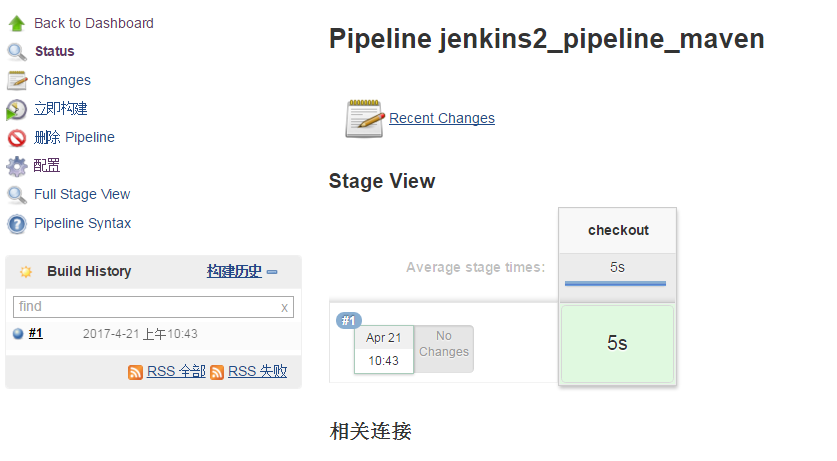 Back to Dashboard
Status
Changes
立即构建
删除 Pipeline
配置
Full Stage View
Pipeline Syntax
Build History 构建历史
find x
#1 2017-4-21 上午10:43
RSS 全部 RSS 失败
Pipeline jenkins2_pipeline_maven
Recent Changes
Stage View
checkout
Average stage times: 5s
#1
Apr 21
10:43
No
Changes
5s
相关连接